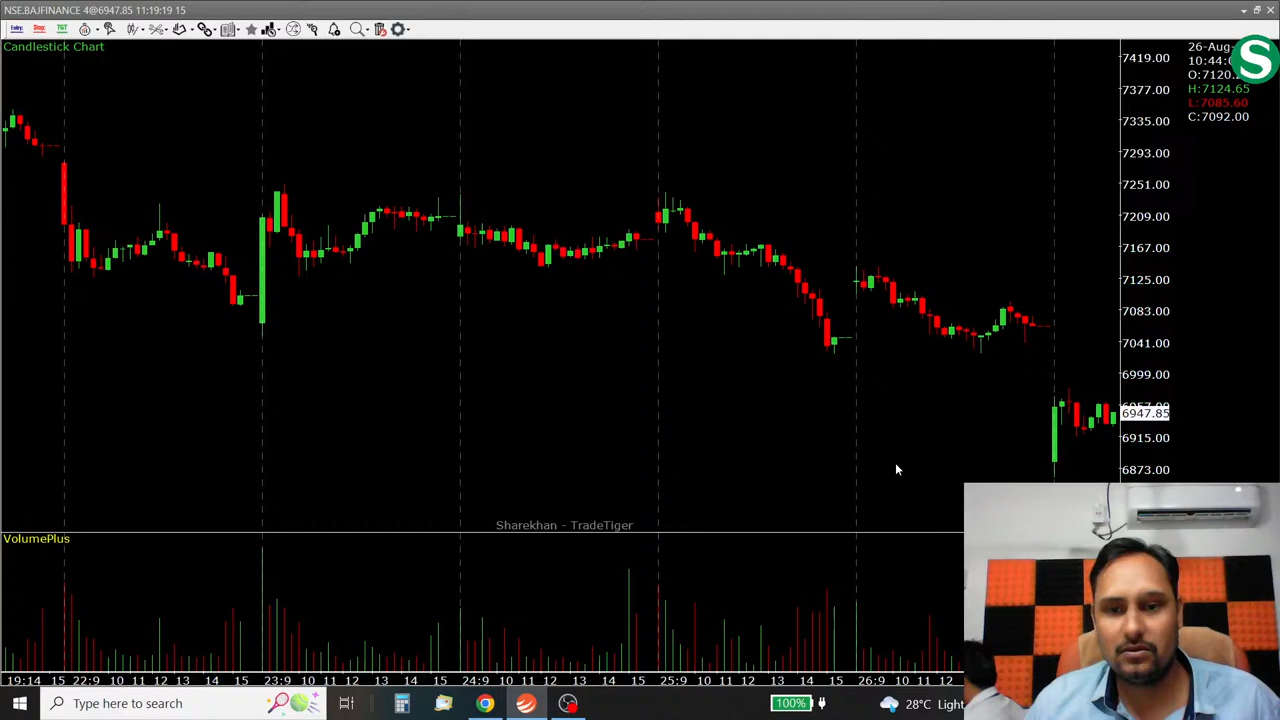 NSE.BAJFINANCE 4@6947.85 11:19:19 15
Entry: Stop: TGT
Candlestick Chart
26-Aug
10:44:
O:7120.
H:7124.65
L:7085.60
C:7092.00
S
7419.00
7377.00
7335.00
7293.00
7251.00
7209.00
7167.00
7125.00
7083.00
7041.00
6999.00
6957.00
6947.85
6915.00
6873.00
Sharekhan - TradeTiger
VolumePlus
19:14 15 22:9 10 11 12 13 14 15 23:9 10 11 12 13 14 15 24:9 10 11 12 13 14 15 25:9 10 11 12 13 14 15 26:9 10 11 12
Type here to search
100%
28°C Light